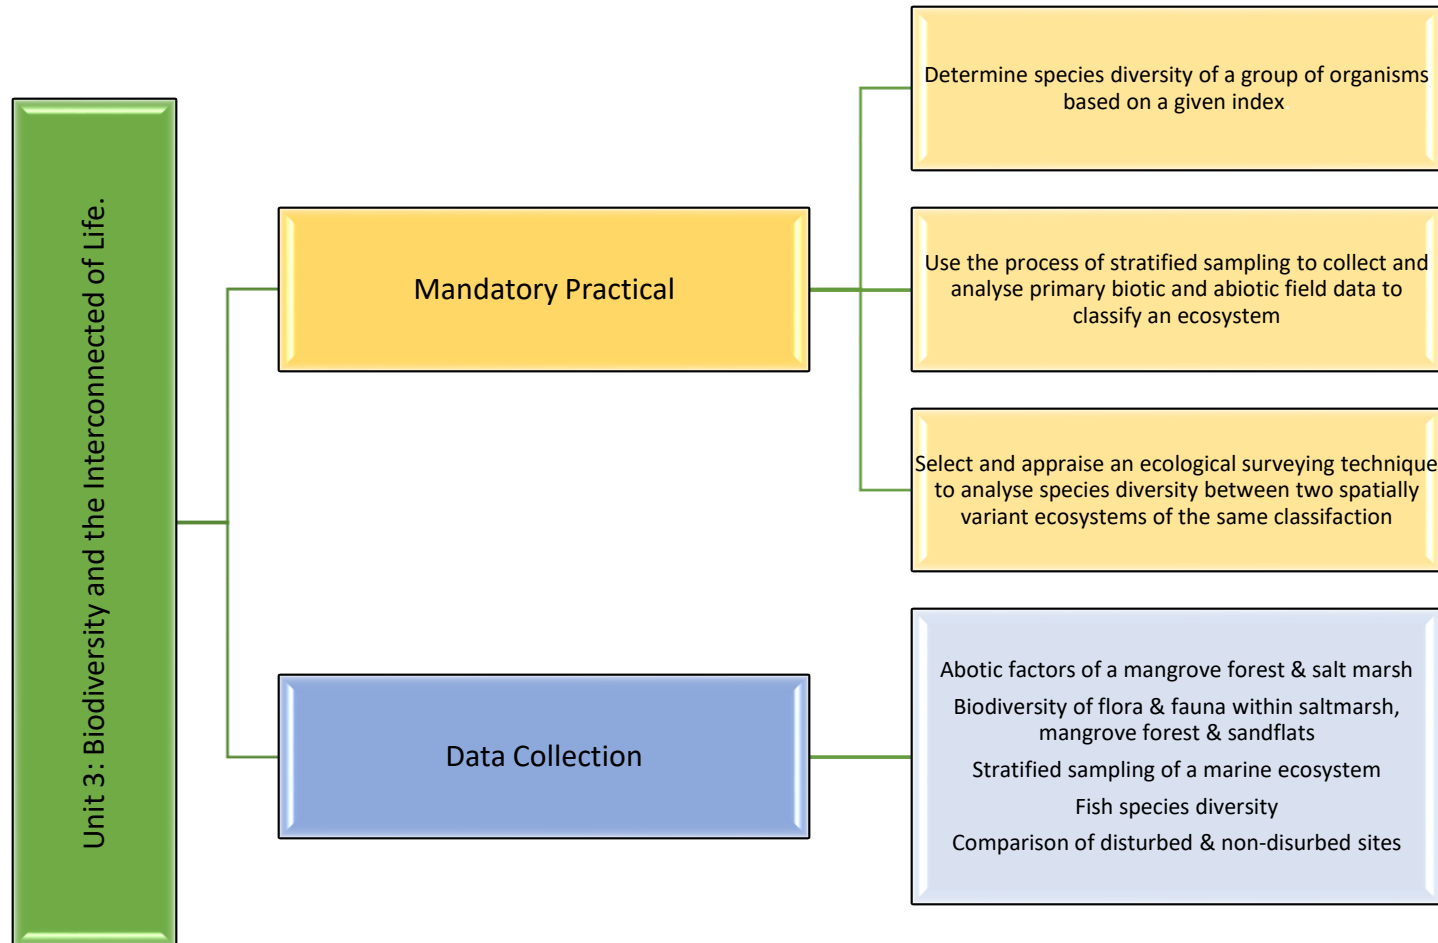 Unit 3: Biodiversity and the Interconnected of Life.
Mandatory Practical
Determine species diversity of a group of organisms
based on a given index
Use the process of stratified sampling to collect and
analyse primary biotic and abiotic field data to
classify an ecosystem
Select and appraise an ecological surveying technique
to analyse species diversity between two spatially
variant ecosystems of the same classifaction
Data Collection
Abotic factors of a mangrove forest & salt marsh
Biodiversity of flora & fauna within saltmarsh,
mangrove forest & sandflats
Stratified sampling of a marine ecosystem
Fish species diversity
Comparison of disturbed & non-disurbed sites